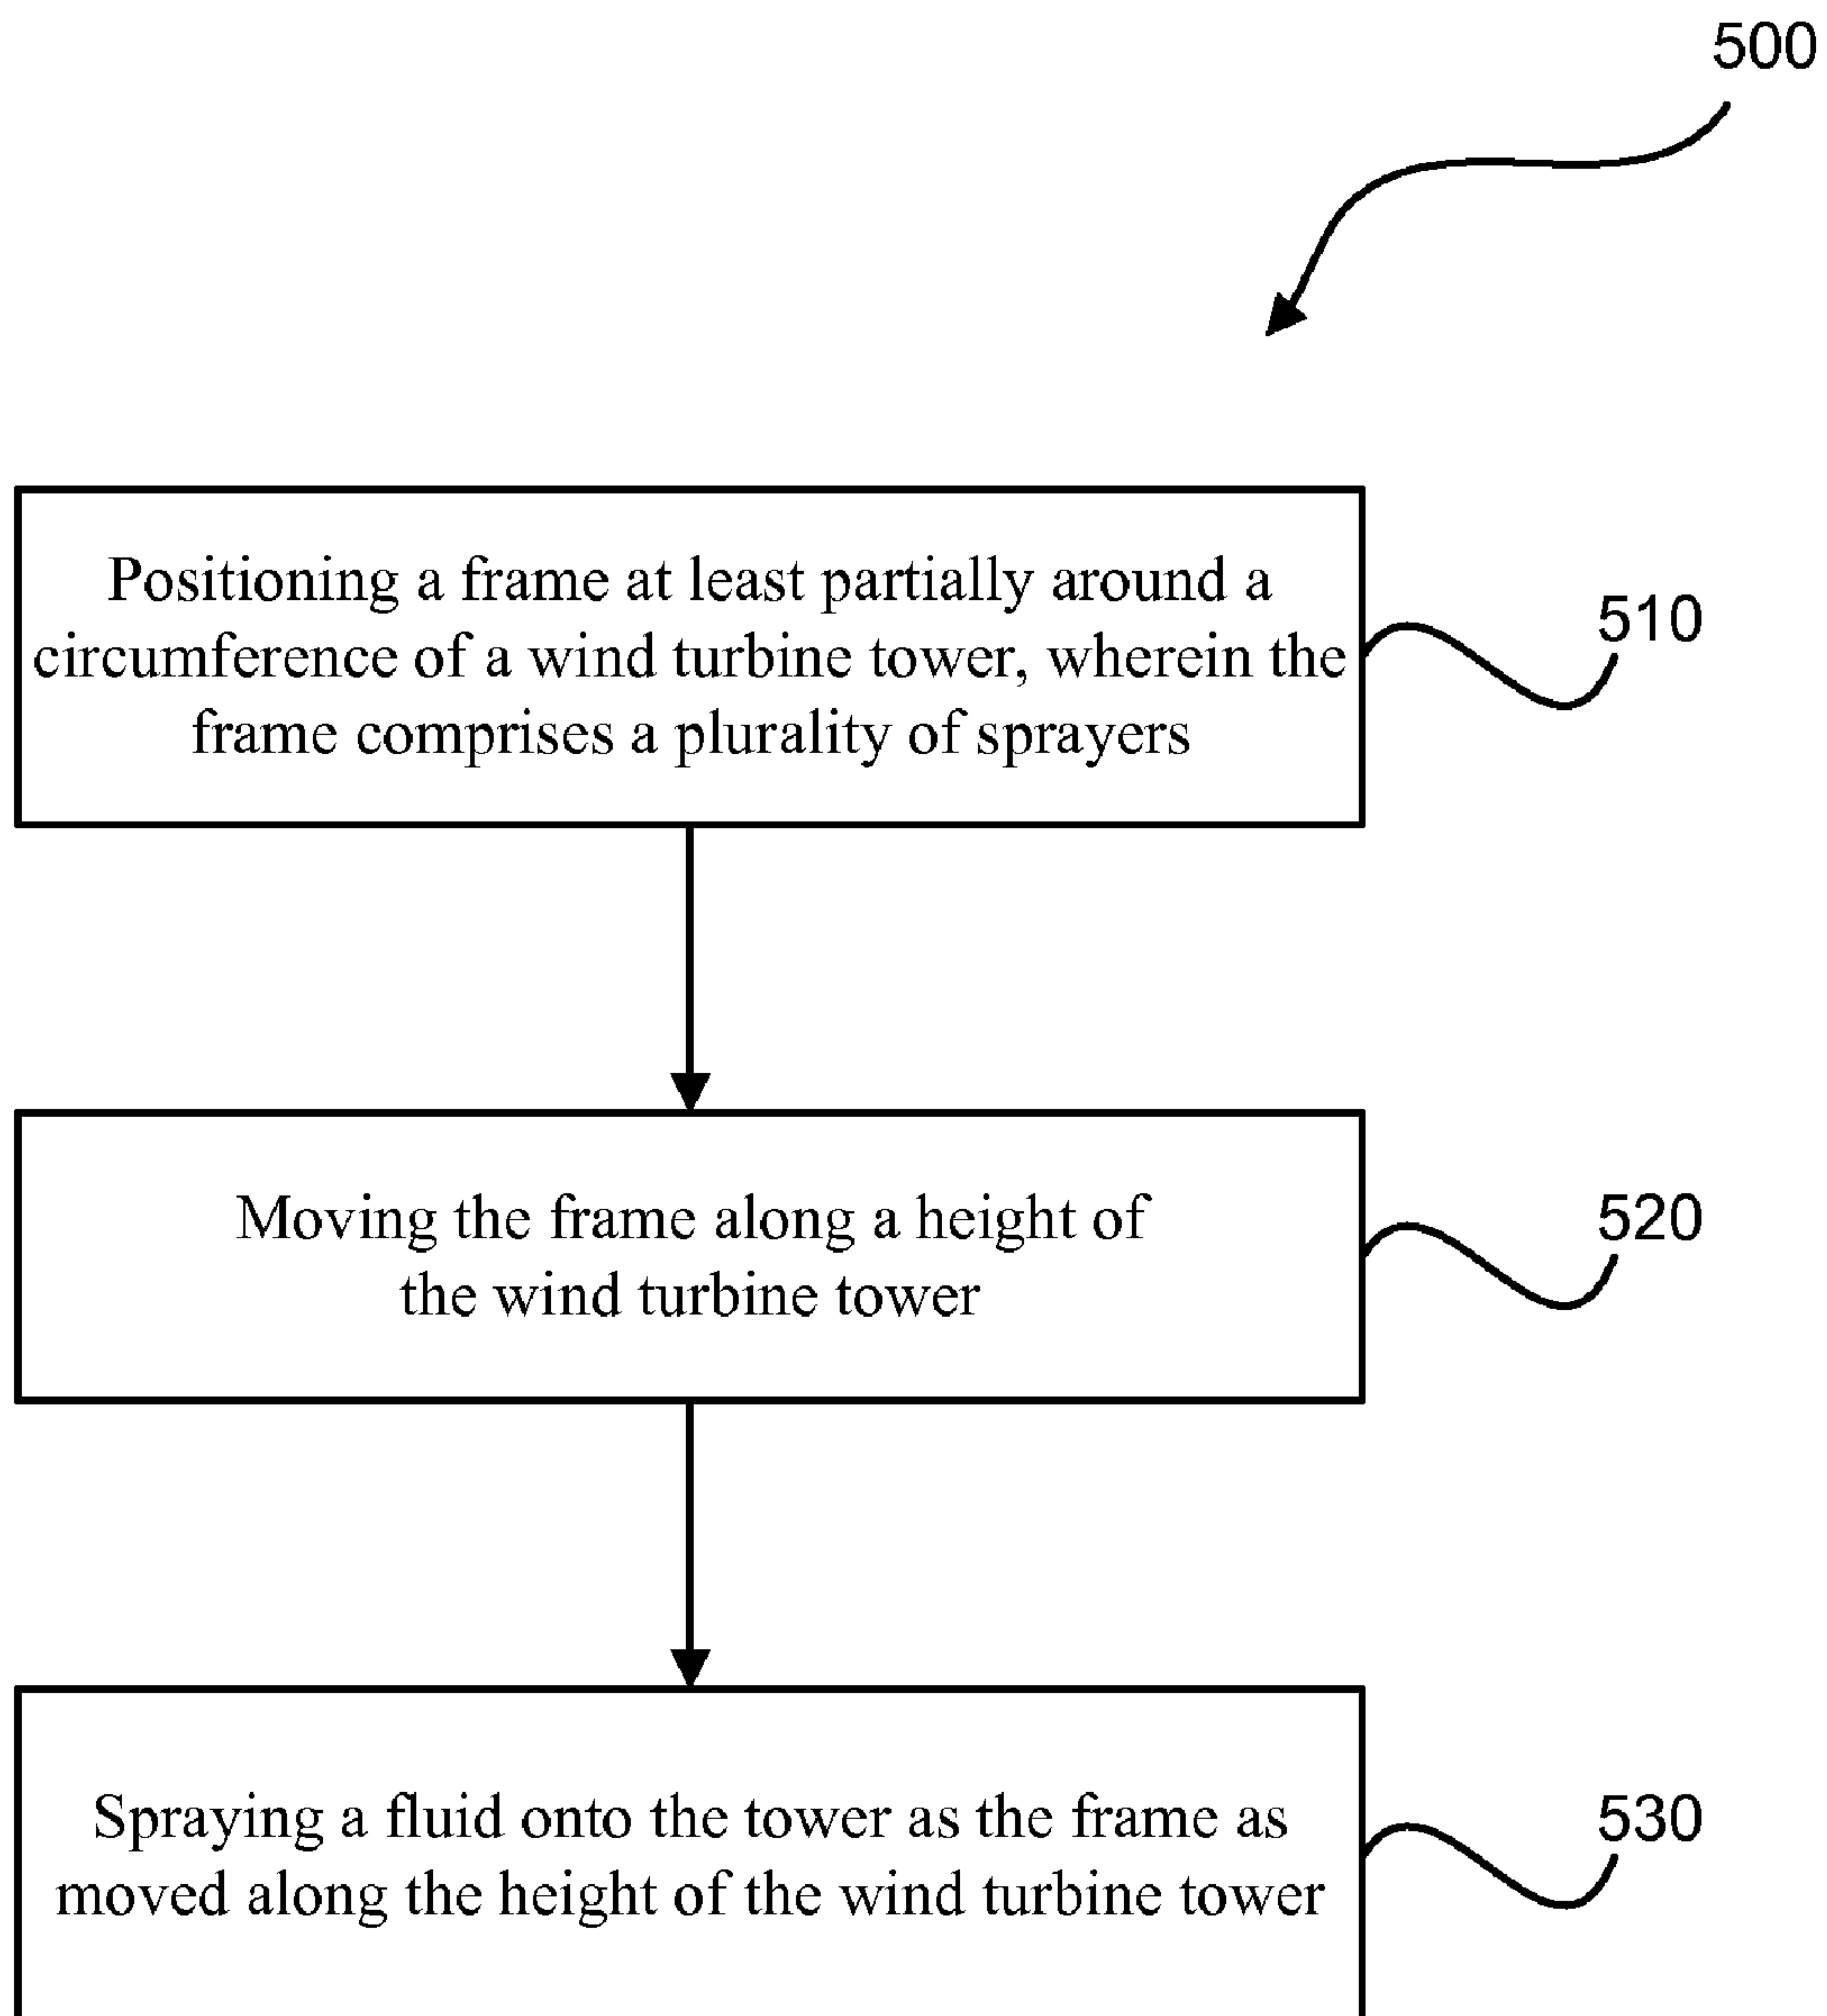 500
Positioning a frame at least partially around a
circumference of a wind turbine tower, wherein the
frame comprises a plurality of sprayers
510
Moving the frame along a height of
the wind turbine tower
520
Spraying a fluid onto the tower as the frame as
moved along the height of the wind turbine tower
530